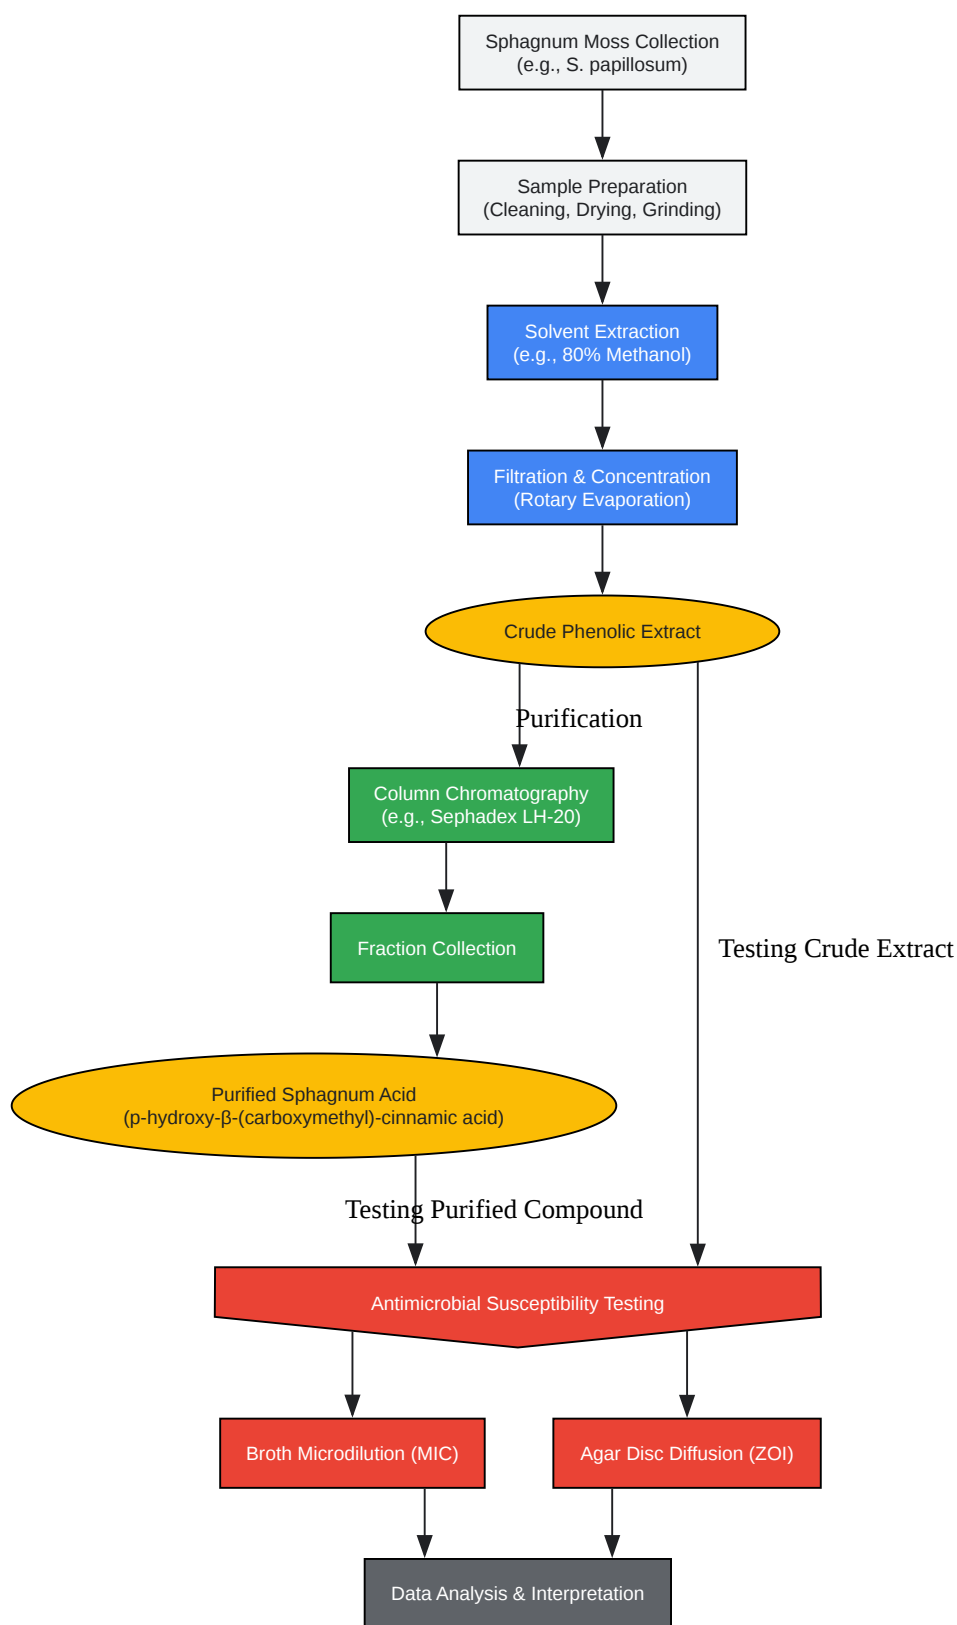 Sphagnum Moss Collection
(e.g., S. papillosum)
Sample Preparation
(Cleaning, Drying, Grinding)
Solvent Extraction
(e.g., 80% Methanol)
Filtration & Concentration
(Rotary Evaporation)
Crude Phenolic Extract
Purification
Column Chromatography
(e.g., Sephadex LH-20)
Fraction Collection
Testing Crude Extract
Purified Sphagnum Acid
(p-hydroxy-β-(carboxymethyl)-cinnamic acid)
Testing Purified Compound
Antimicrobial Susceptibility Testing
Broth Microdilution (MIC)
Agar Disc Diffusion (ZOI)
Data Analysis & Interpretation